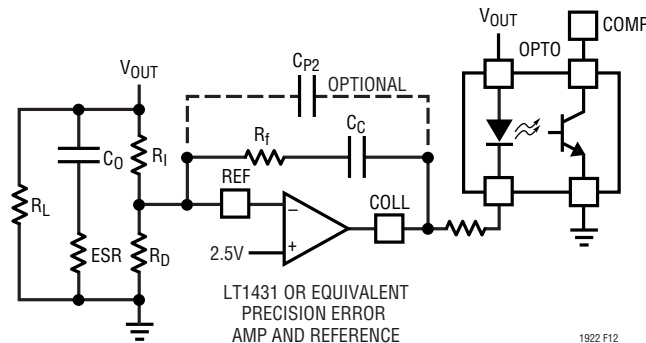 VOUT
COMP
OPTO
CP2
OPTIONAL
VOUT
Rf
CC
CO
RI
REF
COLL
RL
–
+
2.5V
ESR
RD
LT1431 OR EQUIVALENT
PRECISION ERROR
AMP AND REFERENCE
1922 F12